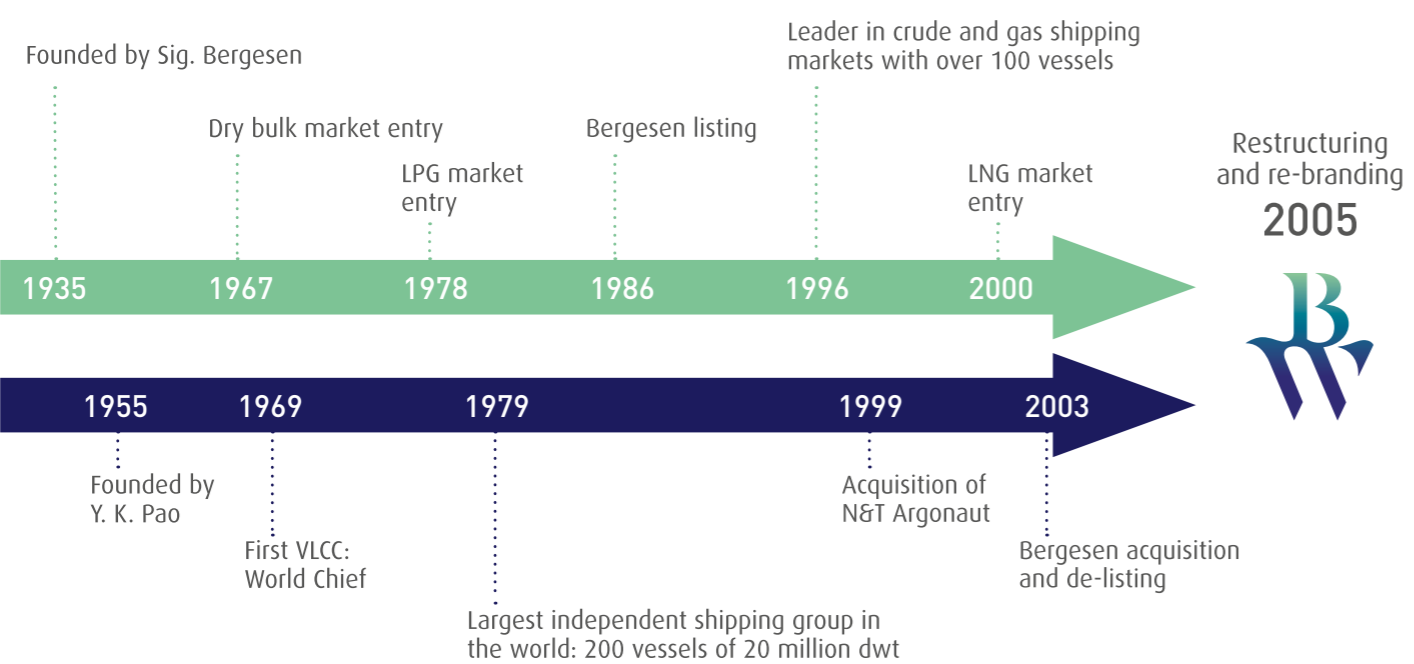 Founded by Sig. Bergesen
Dry bulk market entry
LPG market
entry
Bergesen listing
Leader in crude and gas shipping
markets with over 100 vessels
LNG market
entry
1935 1967 1978 1986 1996 2000
1955 1969 1979 1999 2003
Founded by
Y. K. Pao
First VLCC:
World Chief
Largest independent shipping group in
the world: 200 vessels of 20 million dwt
Acquisition of
N&T Argonaut
Bergesen acquisition
and de-listing
Restructuring
and re-branding
2005
BW